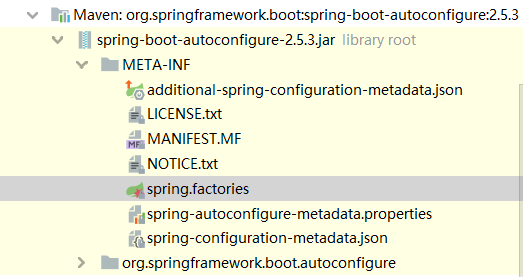 Maven: org.springframework.boot:spring-boot-autoconfigure:2.5.3
spring-boot-autoconfigure-2.5.3.jar library root
META-INF
additional-spring-configuration-metadata.json
LICENSE.txt
MF MANIFEST.MF
NOTICE.txt
spring.factories
spring-autoconfigure-metadata.properties
spring-configuration-metadata.json
org.springframework.boot.autoconfigure